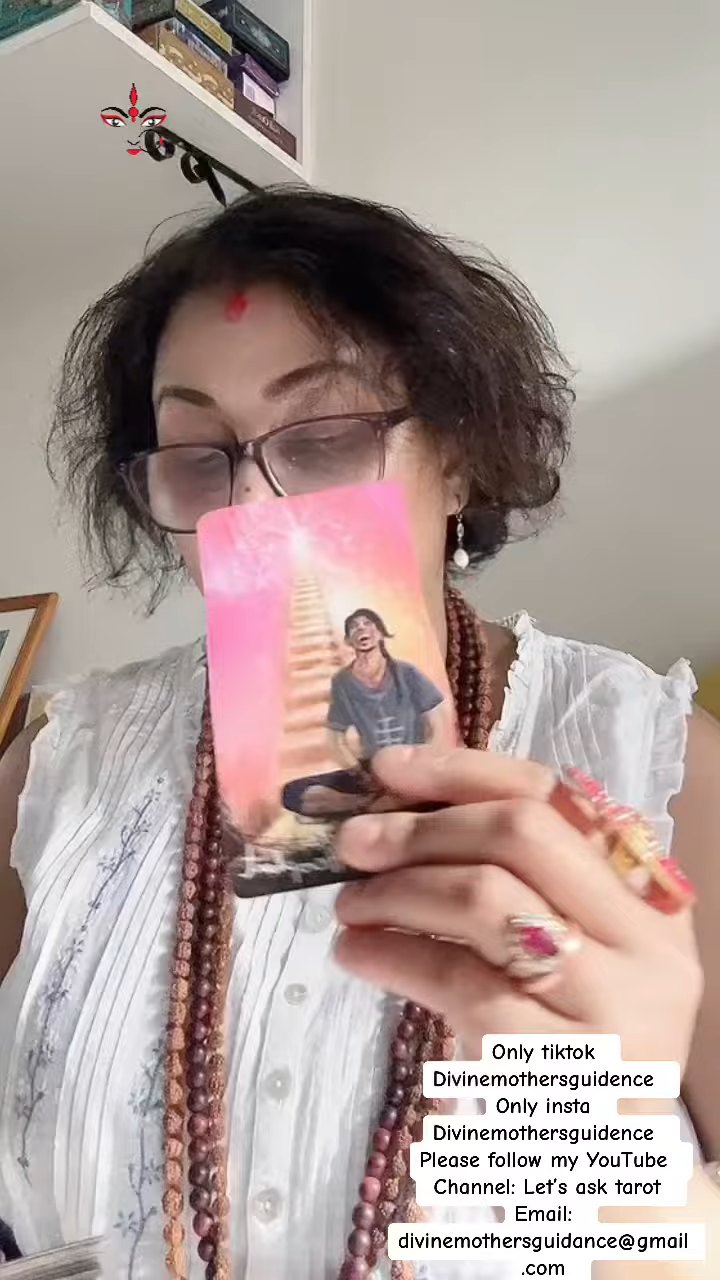 Only tiktok
Divinemothersguidence
Only insta
Divinemothersguidence
Please follow my YouTube
Channel: Let's ask tarot
Email:
divinemothersguidance@gmail
.com